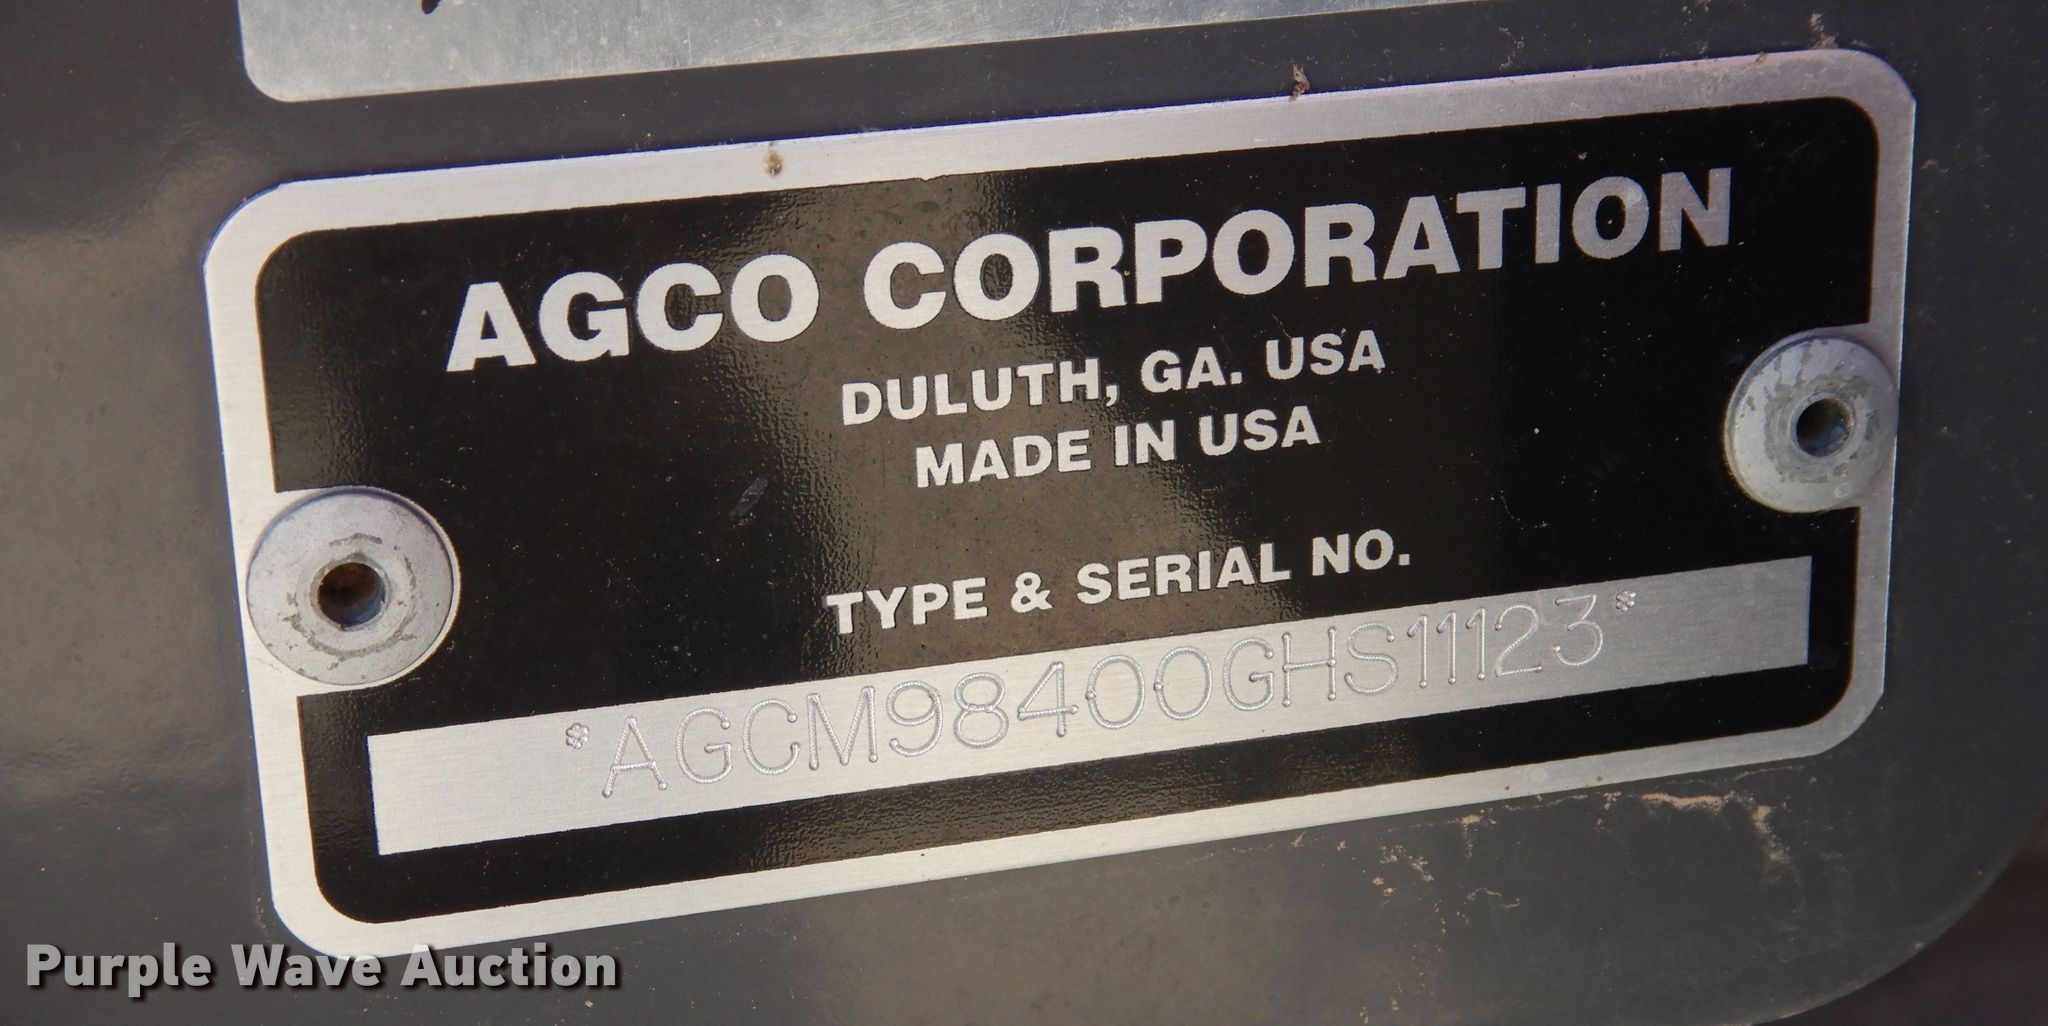 AGCO CORPORATION
DULUTH, GA. USA
MADE IN USA
TYPE & SERIAL NO.
*AGCM98400GHS11123*
Purple Wave Auction